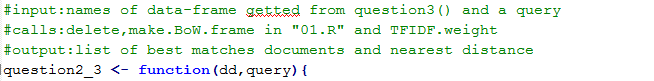 #input:names of data-frame getted from question3() and a query
#calls:delete,make.BoW.frame in "01.R" and TFIDF.weight
#output:list of best matches documents and nearest distance
question2_3 <- function(dd,query){